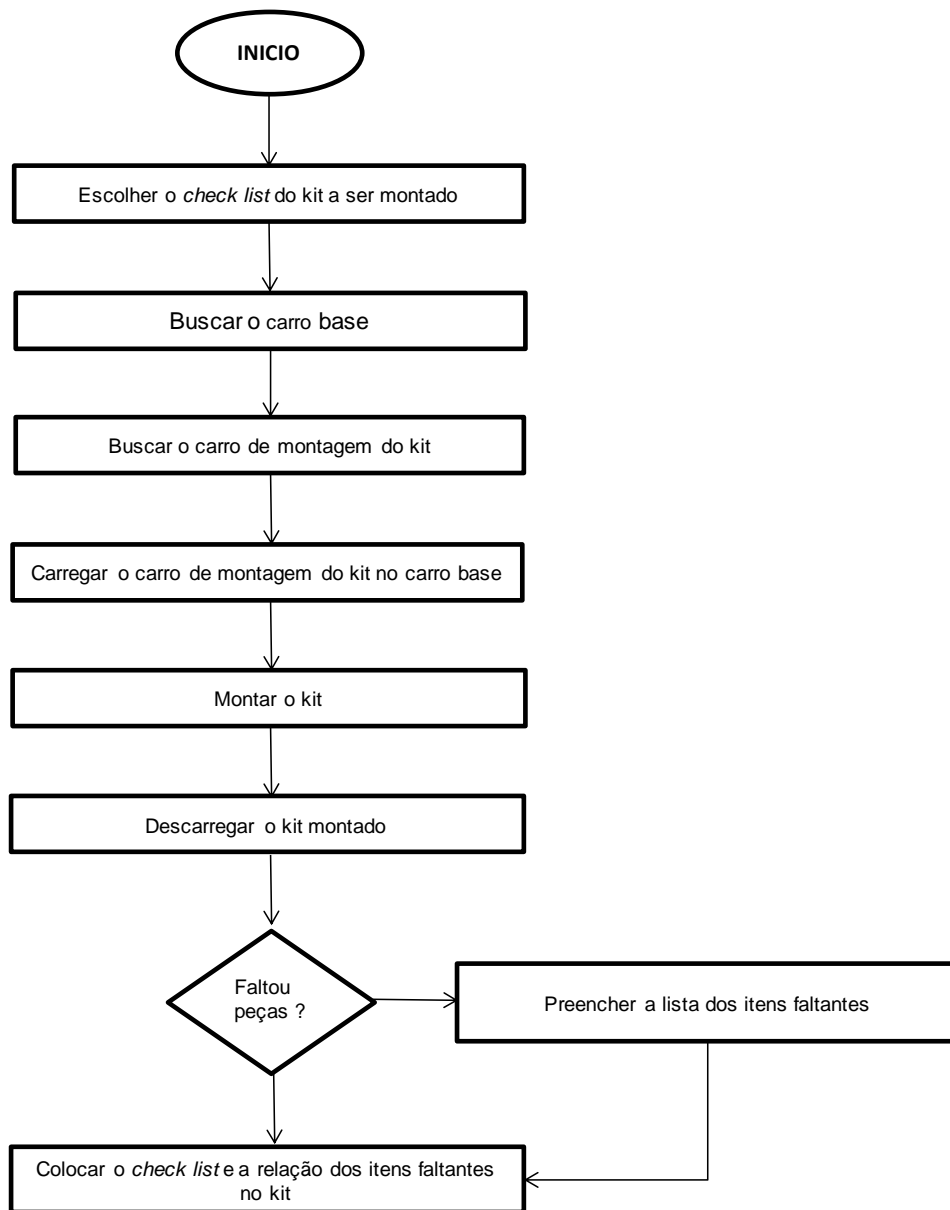 INICIO
Escolher o check list do kit a ser montado
Buscar o carro base
Buscar o carro de montagem do kit
Carregar o carro de montagem do kit no carro base
Montar o kit
Descarregar o kit montado
Faltou
peças ?
Preencher a lista dos itens faltantes
Colocar o check list e a relação dos itens faltantes
no kit